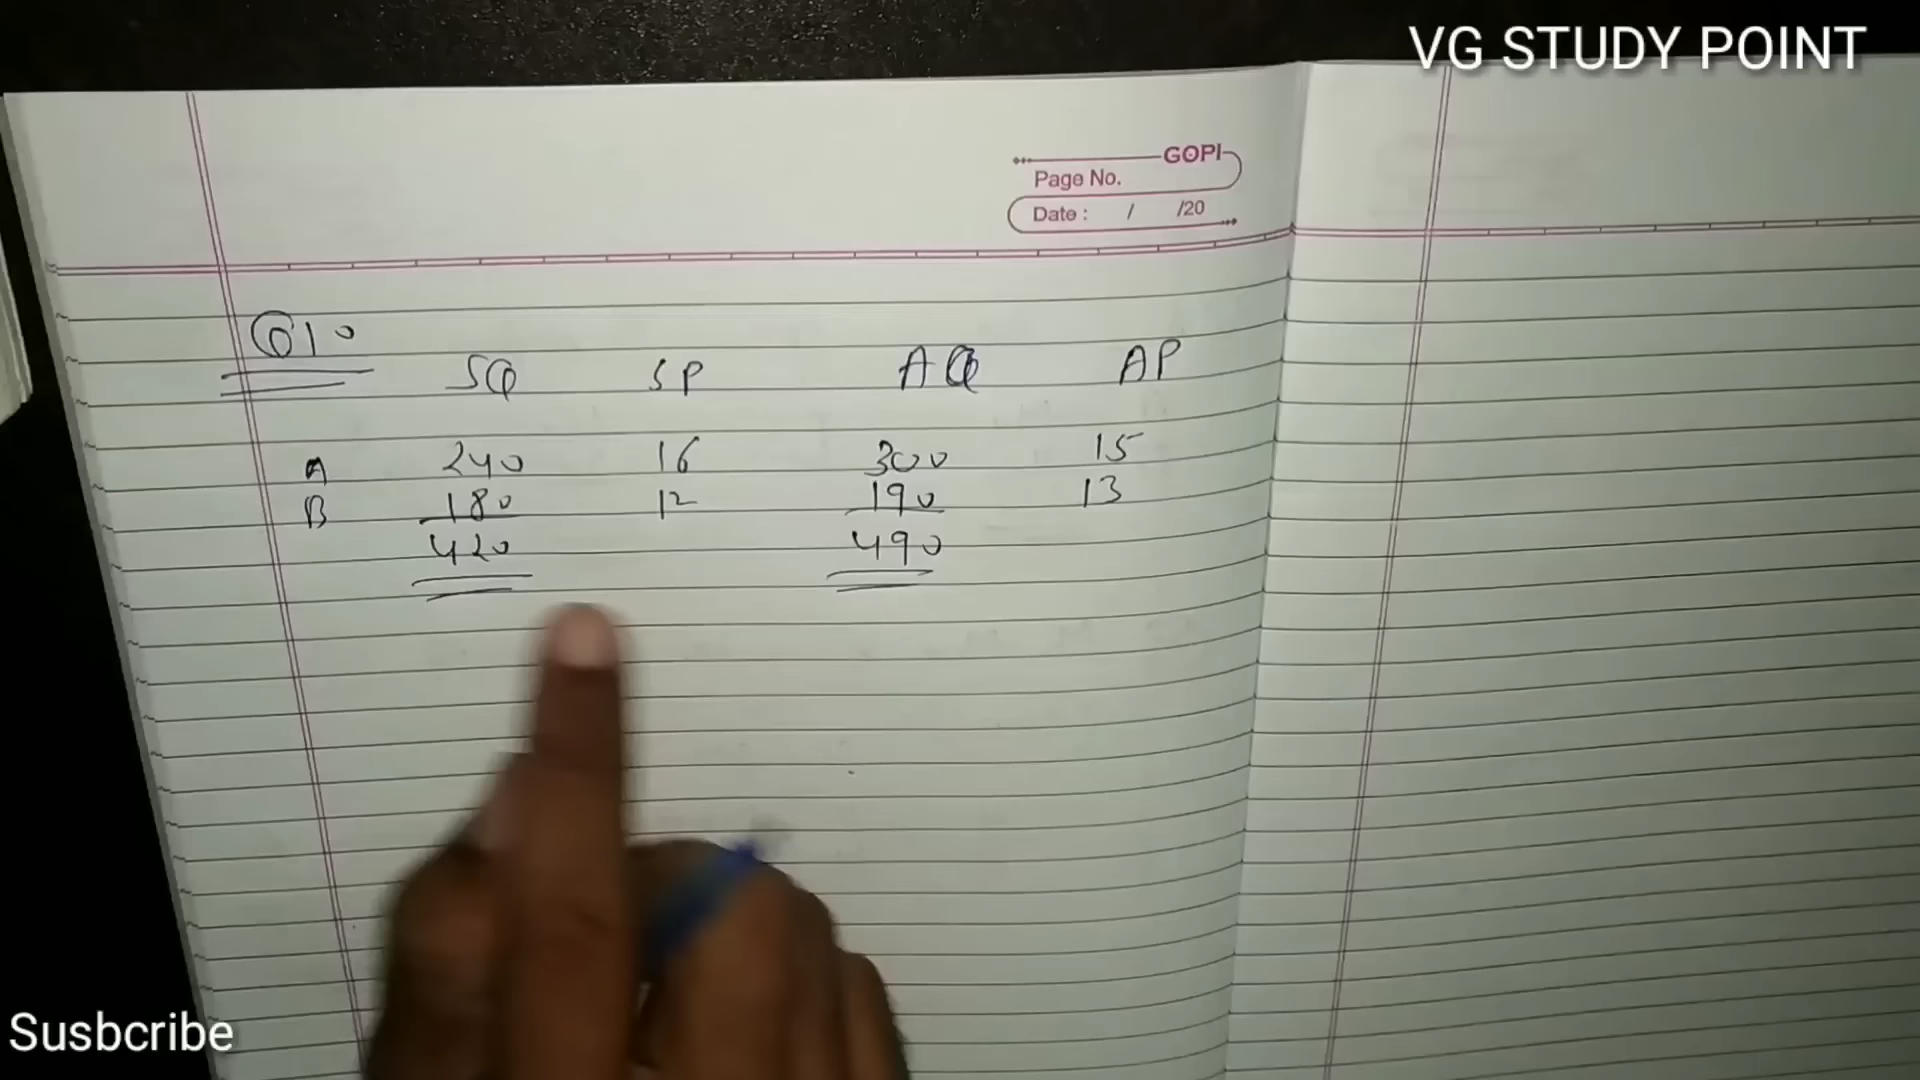 VG STUDY POINT
GOPI
Page No.
Date : / /20
Q10
SQ SP AQ AP
A 240 16 300 15
B 180 12 190 13
420 490
Susbcribe